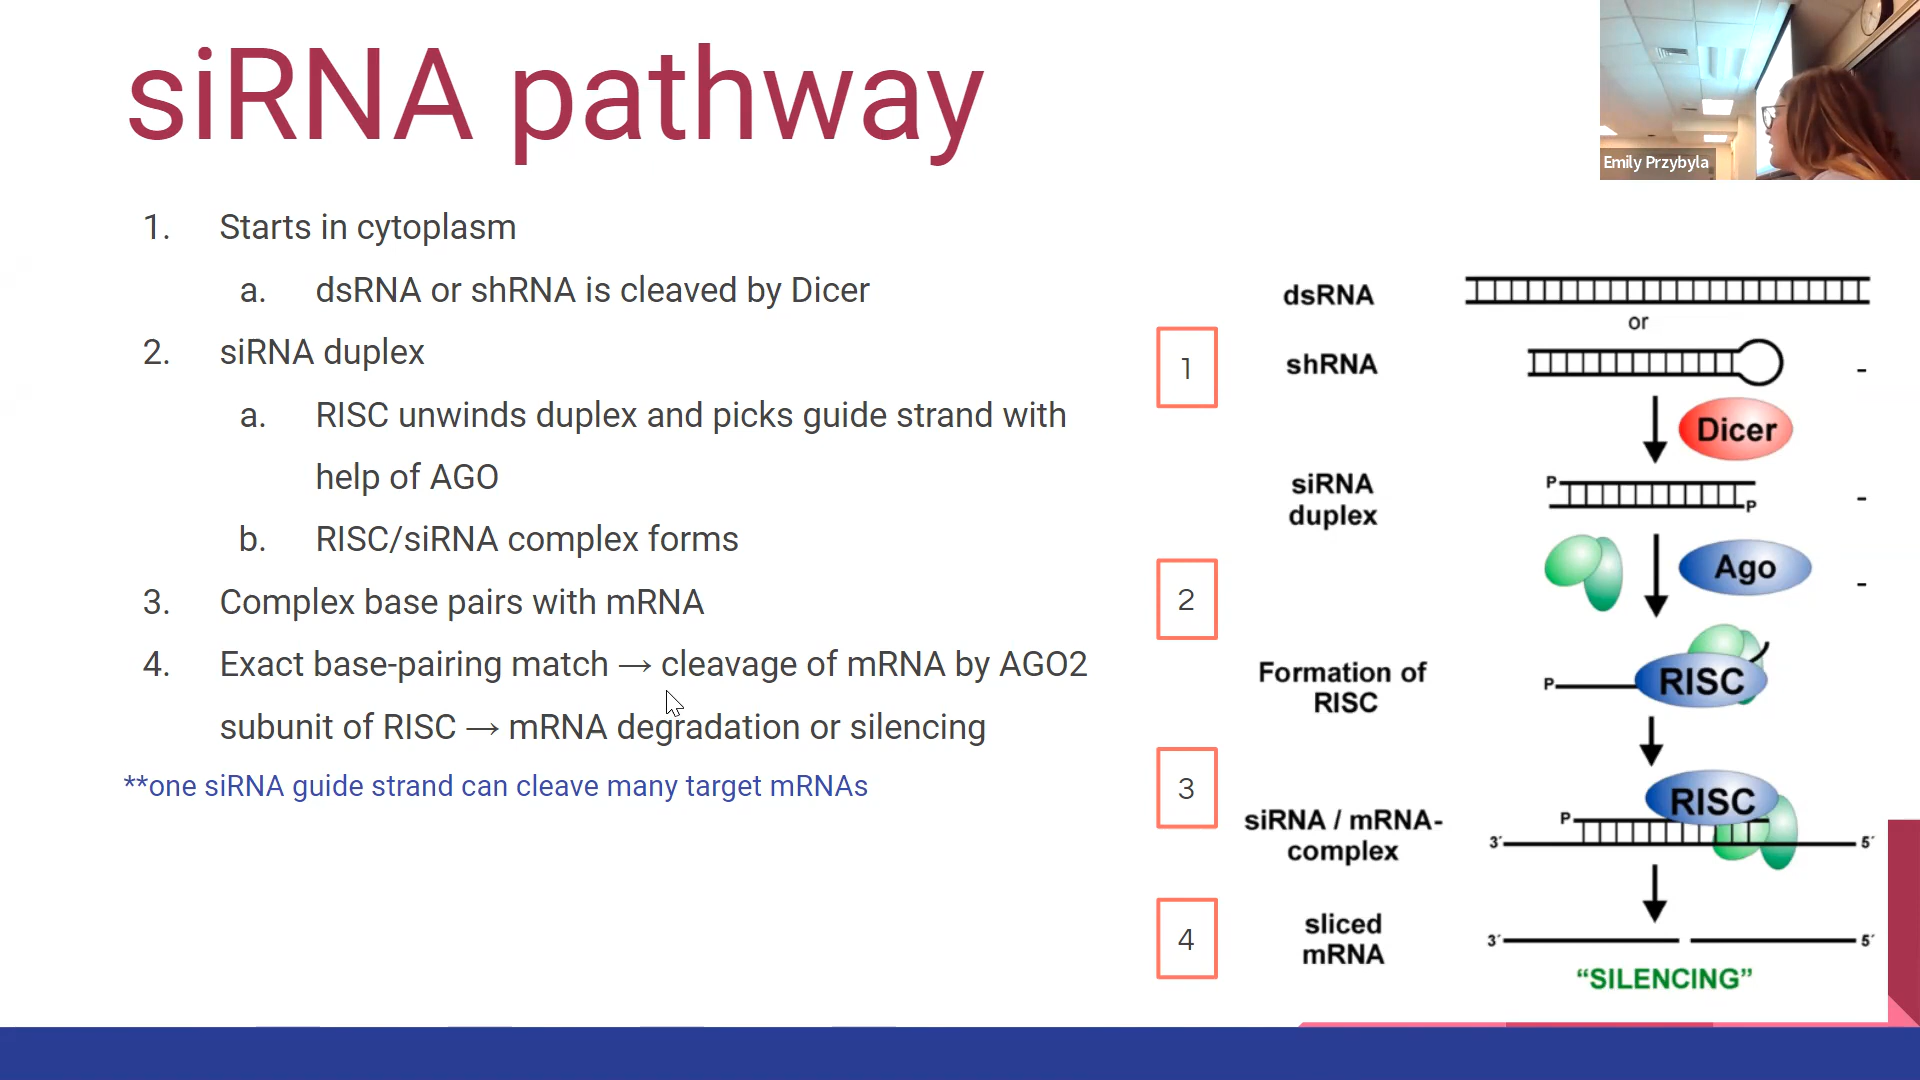 siRNA pathway
Emily Przybyla
1. Starts in cytoplasm
a. dsRNA or shRNA is cleaved by Dicer
2. siRNA duplex
a. RISC unwinds duplex and picks guide strand with
help of AGO
b. RISC/siRNA complex forms
3. Complex base pairs with mRNA
4. Exact base-pairing match → cleavage of mRNA by AGO2
subunit of RISC → mRNA degradation or silencing
**one siRNA guide strand can cleave many target mRNAs
dsRNA
or
1
shRNA
-
Dicer
siRNA
duplex
P
P
-
2
Ago
-
Formation of
RISC
P
RISC
3
siRNA / mRNA-
complex
RISC
P
3´
5´
4
sliced
mRNA
3´
5´
“SILENCING”